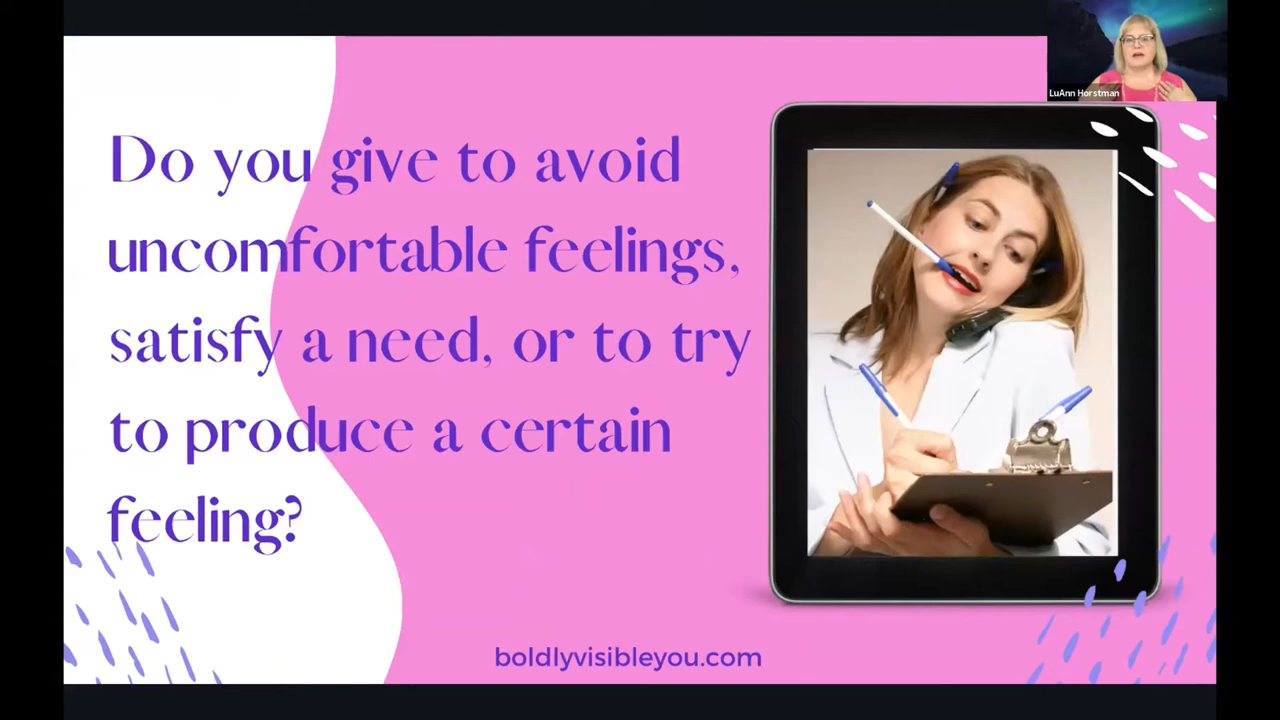 LuAnn Horstman
Do you give to avoid
uncomfortable feelings,
satisfy a need, or to try
to produce a certain
feeling?
boldlyvisibleyou.com